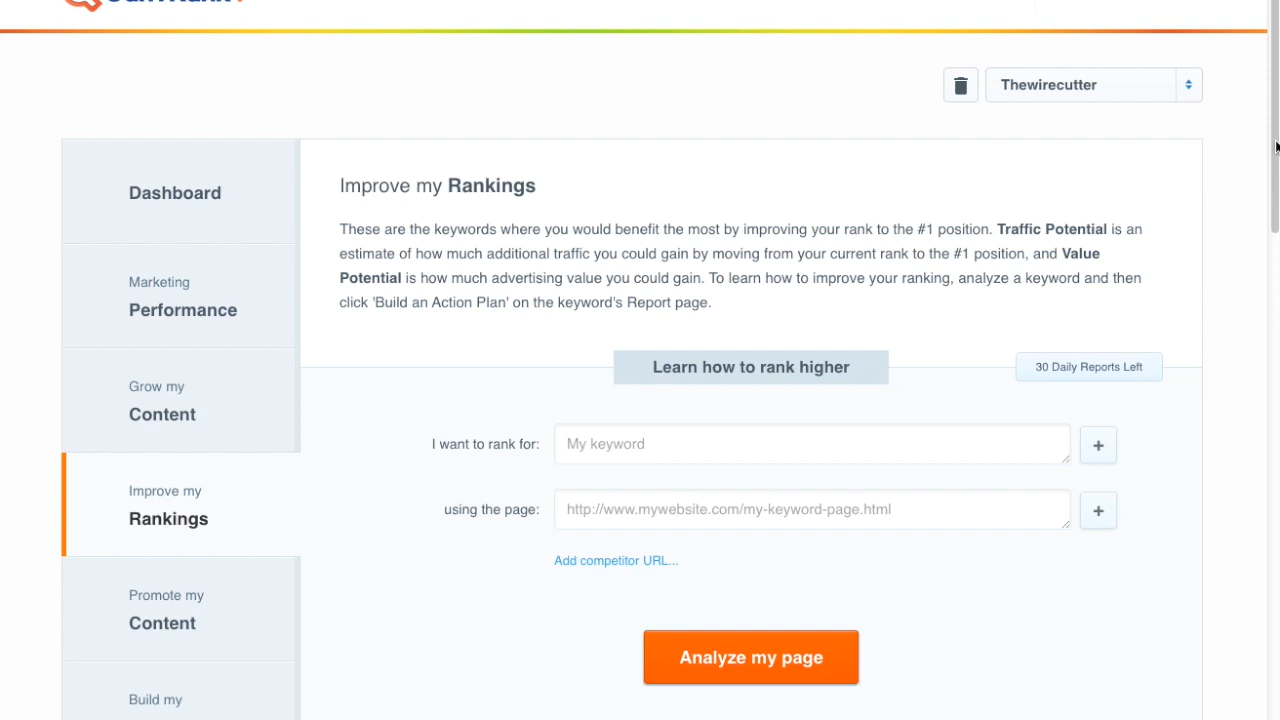 Thewirecutter
Dashboard
Marketing
Performance
Grow my
Content
Improve my
Rankings
Promote my
Content
Build my
Improve my Rankings
These are the keywords where you would benefit the most by improving your rank to the #1 position. Traffic Potential is an
estimate of how much additional traffic you could gain by moving from your current rank to the #1 position, and Value
Potential is how much advertising value you could gain. To learn how to improve your ranking, analyze a keyword and then
click 'Build an Action Plan' on the keyword's Report page.
Learn how to rank higher
30 Daily Reports Left
I want to rank for: My keyword +
using the page: http://www.mywebsite.com/my-keyword-page.html +
Add competitor URL...
Analyze my page